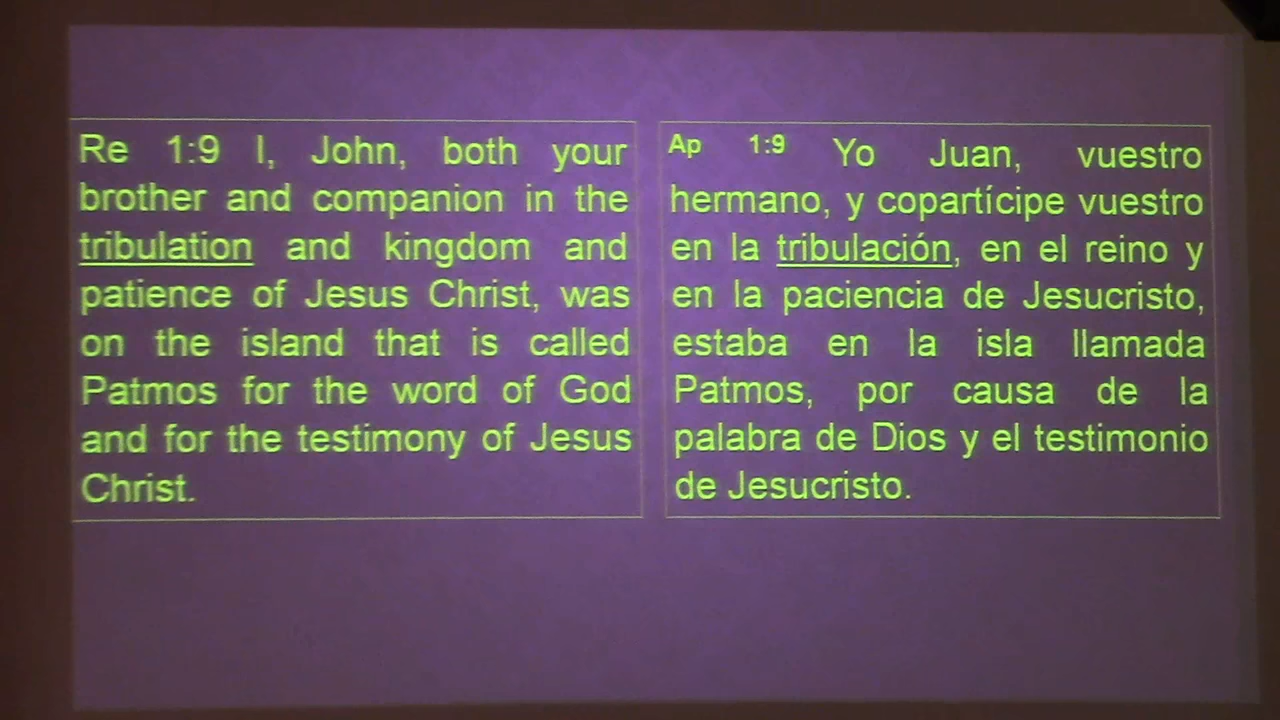 Re 1:9 I, John, both your
brother and companion in the
tribulation and kingdom and
patience of Jesus Christ, was
on the island that is called
Patmos for the word of God
and for the testimony of Jesus
Christ.
Ap 1:9 Yo Juan, vuestro
hermano, y copartícipe vuestro
en la tribulación, en el reino y
en la paciencia de Jesucristo,
estaba en la isla llamada
Patmos, por causa de la
palabra de Dios y el testimonio
de Jesucristo.